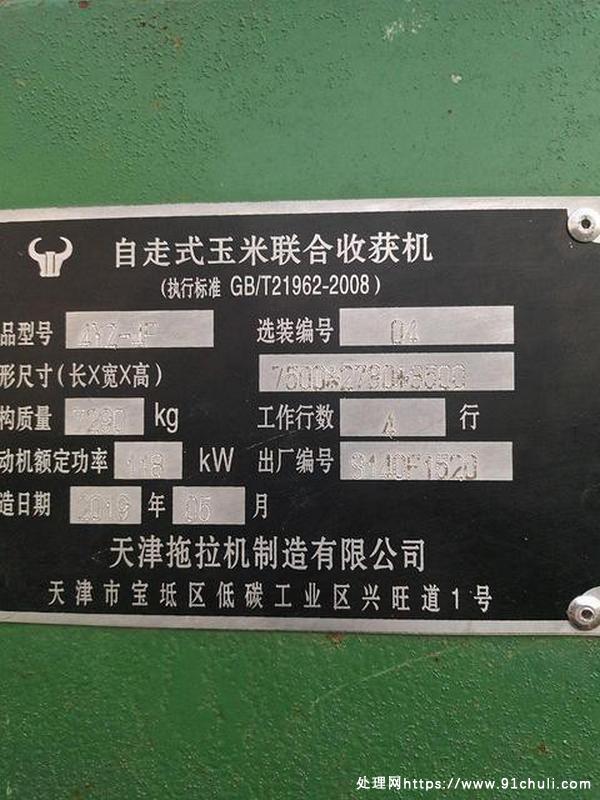 自走式玉米联合收获机
(执行标准 GB/T21962-2008)
品型号 4YZ-4F 选装编号 04
形尺寸(长X宽X高) 7500*2790*3500
构质量 7290 kg 工作行数 4 行
动机额定功率 118 kW 出厂编号 S14CF1520
造日期 2019 年 05 月
天津拖拉机制造有限公司
天津市宝坻区低碳工业区兴旺道1号
处理网https://www.91chuli.com